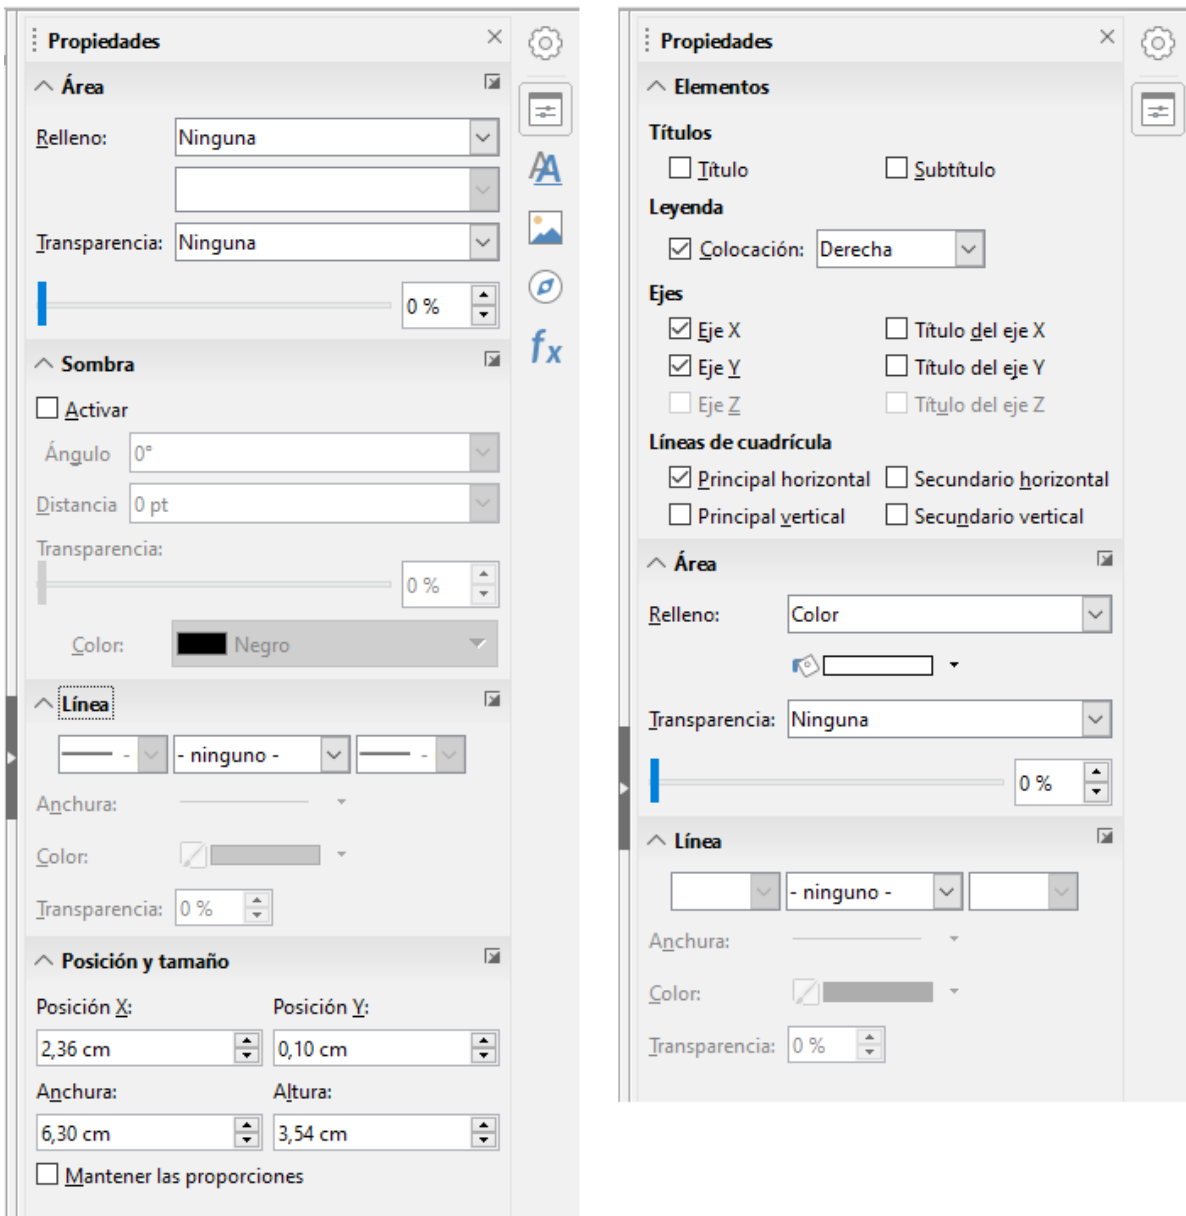 Propiedades
Área
Relleno: Ninguna
Transparencia: Ninguna
0 %
Sombra
Activar
Ángulo 0°
Distancia 0 pt
Transparencia:
0 %
Color: Negro
Línea
- - ninguno - -
Anchura:
Color:
Transparencia: 0 %
Posición y tamaño
Posición X: Posición Y:
2,36 cm 0,10 cm
Anchura: Altura:
6,30 cm 3,54 cm
Mantener las proporciones
fx
Propiedades
Elementos
Títulos
Título Subtítulo
Leyenda
Colocación: Derecha
Ejes
Eje X Título del eje X
Eje Y Título del eje Y
Eje Z Título del eje Z
Líneas de cuadrícula
Principal horizontal Secundario horizontal
Principal vertical Secundario vertical
Área
Relleno: Color
Transparencia: Ninguna
0 %
Línea
- ninguno -
Anchura:
Color:
Transparencia: 0 %